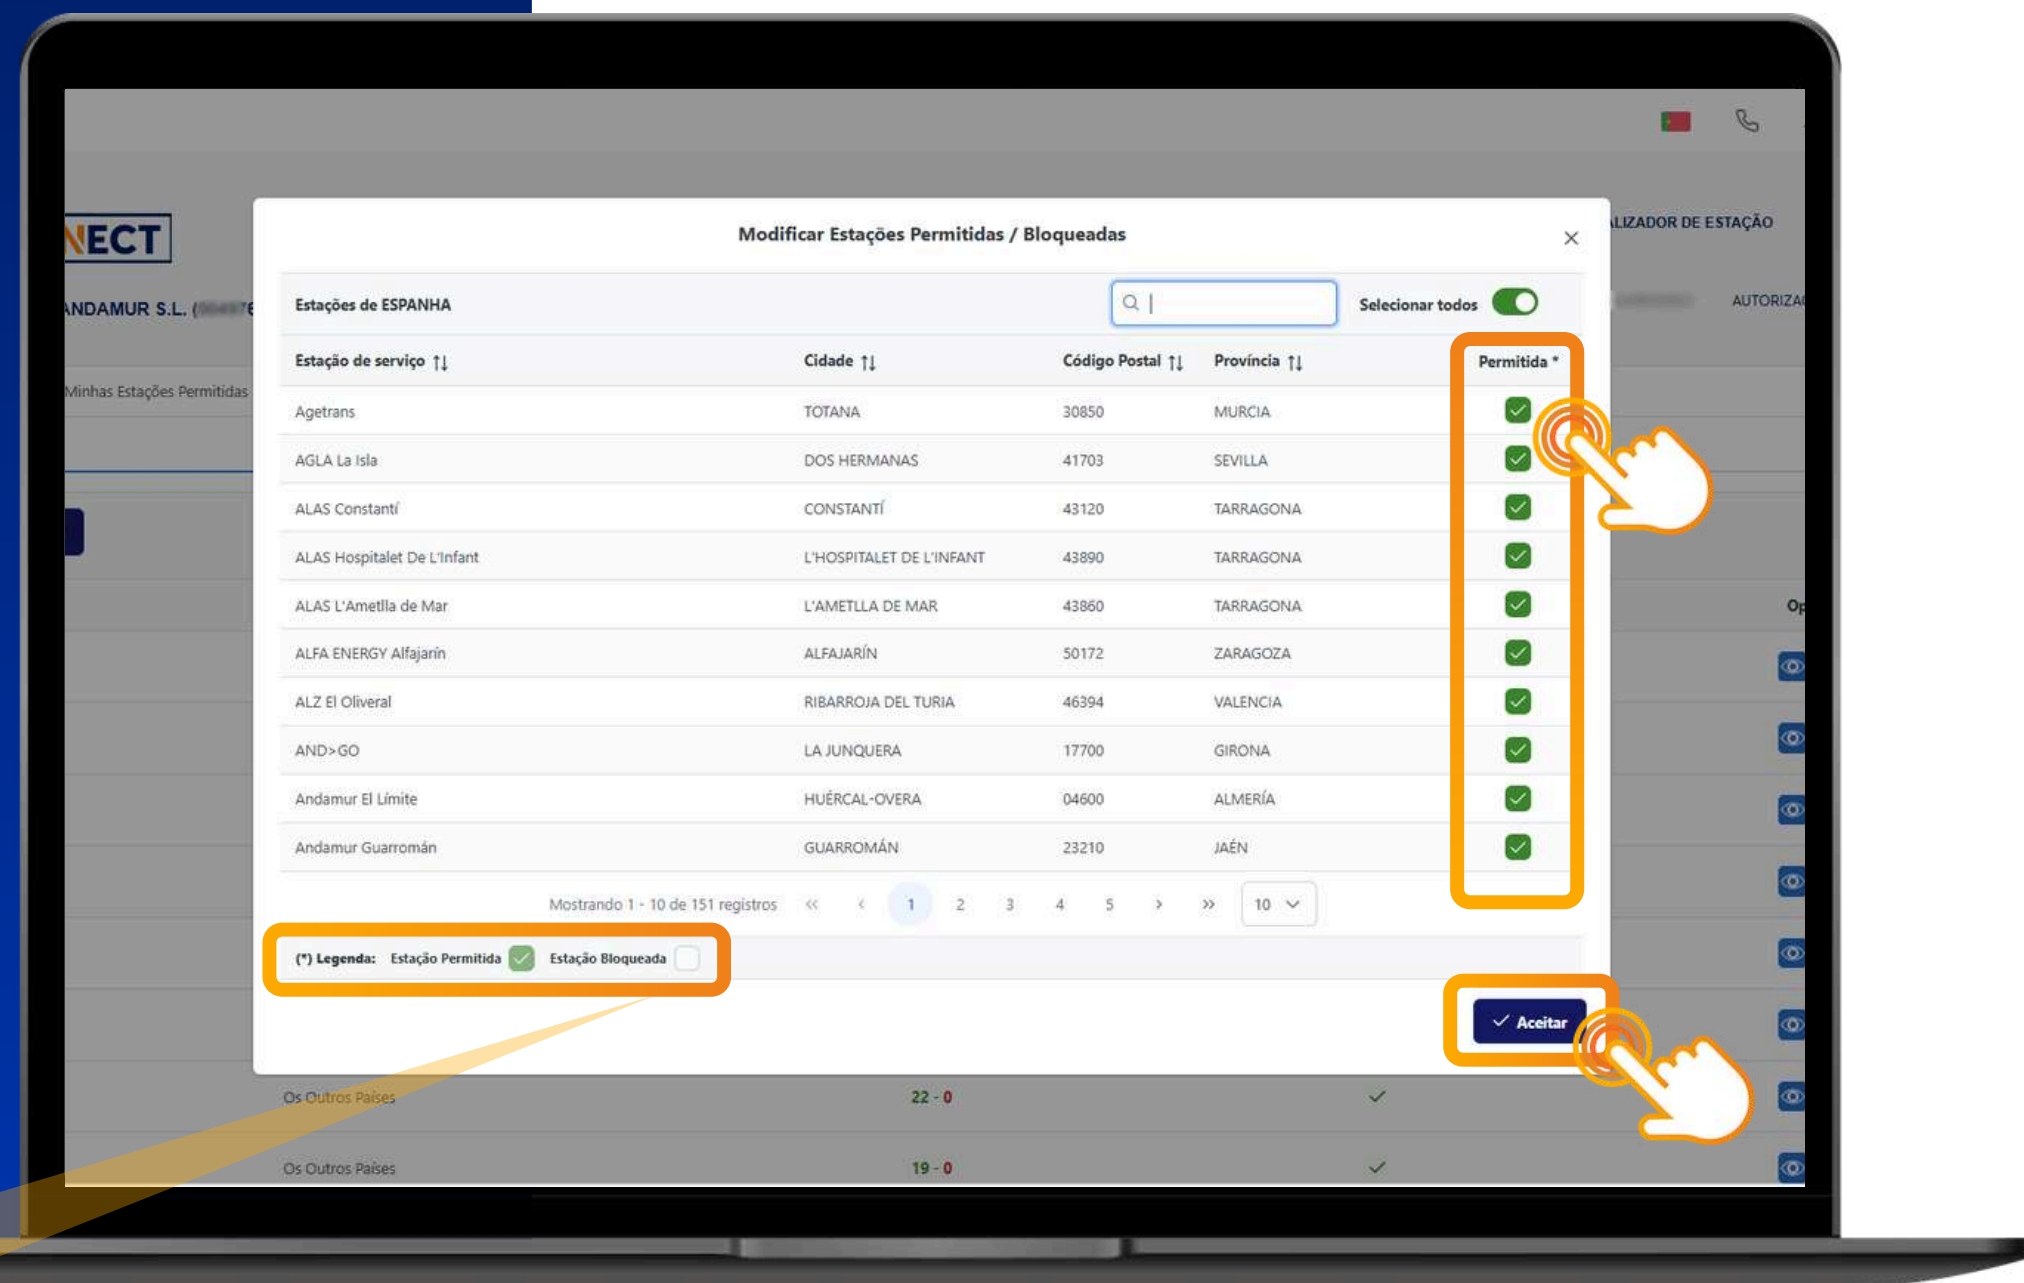 NECT
LIZADOR DE ESTAÇÃO
ANDAMUR S.L. (
AUTORIZA
Minhas Estações Permitidas
Modificar Estações Permitidas / Bloqueadas
Estações de ESPANHA
Selecionar todos
Estação de serviço Cidade Código Postal Província Permitida *
Agetrans TOTANA 30850 MURCIA
AGLA La Isla DOS HERMANAS 41703 SEVILLA
ALAS Constantí CONSTANTÍ 43120 TARRAGONA
ALAS Hospitalet De L'Infant L'HOSPITALET DE L'INFANT 43890 TARRAGONA
ALAS L'Ametlla de Mar L'AMETLLA DE MAR 43860 TARRAGONA
ALFA ENERGY Alfajarín ALFAJARÍN 50172 ZARAGOZA
ALZ El Oliveral RIBARROJA DEL TURIA 46394 VALENCIA
AND>GO LA JUNQUERA 17700 GIRONA
Andamur El Límite HUÉRCAL-OVERA 04600 ALMERÍA
Andamur Guarromán GUARROMÁN 23210 JAÉN
Mostrando 1 - 10 de 151 registros « ‹ 1 2 3 4 5 › » 10
(*) Legenda: Estação Permitida Estação Bloqueada
Aceitar
Op
Os Outros Países 22 - 0
Os Outros Países 19 - 0